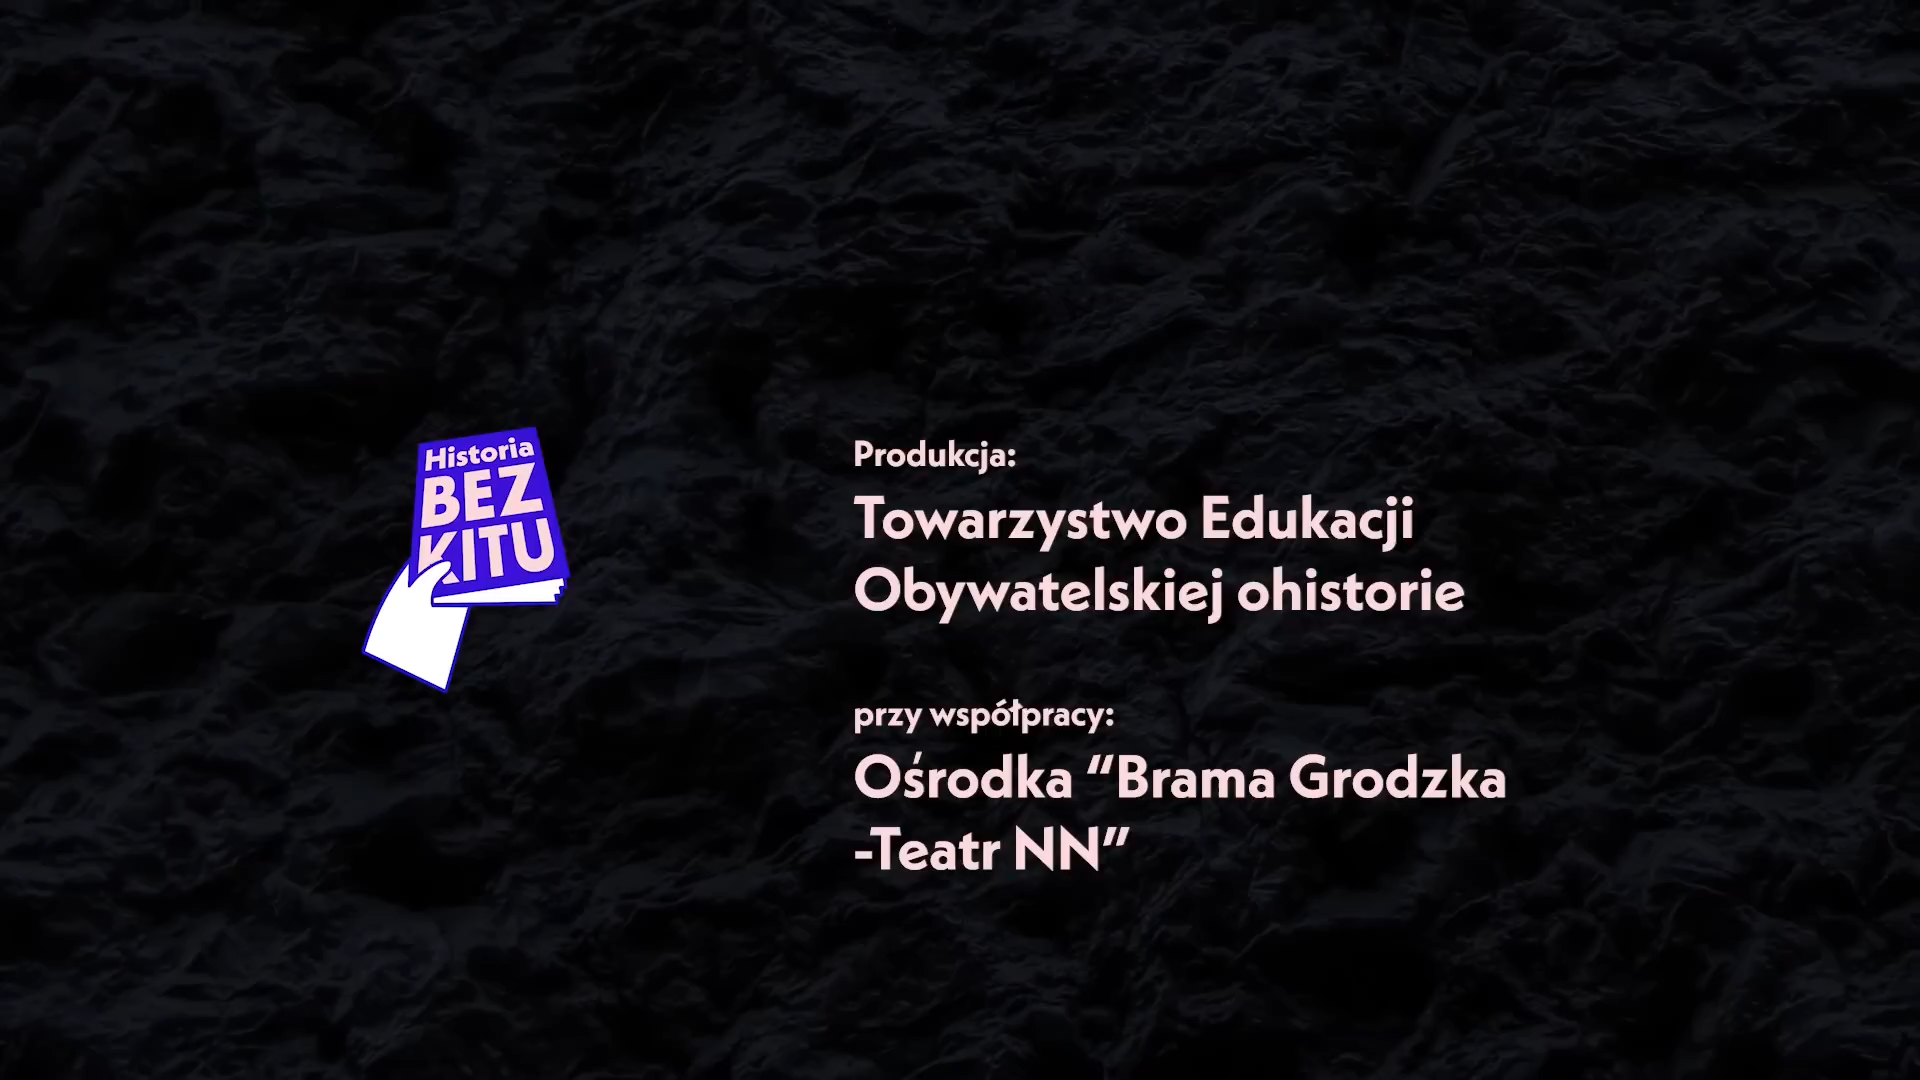 Historia
BEZ
KITU
Produkcja:
Towarzystwo Edukacji
Obywatelskiej ohistorie
przy współpracy:
Ośrodka “Brama Grodzka
-Teatr NN”